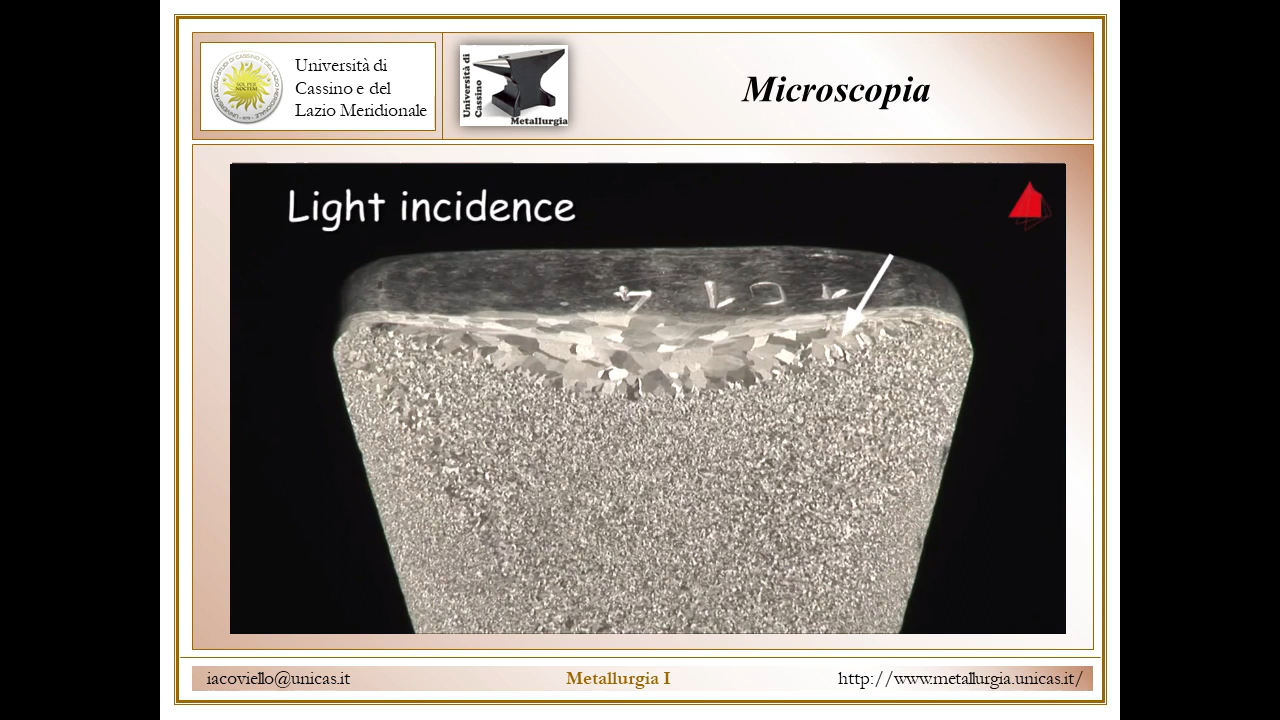 Università di
Cassino e del
Lazio Meridionale
Università di
Cassino
Metallurgia
Microscopia
Light incidence
iacoviello@unicas.it
Metallurgia I
http://www.metallurgia.unicas.it/